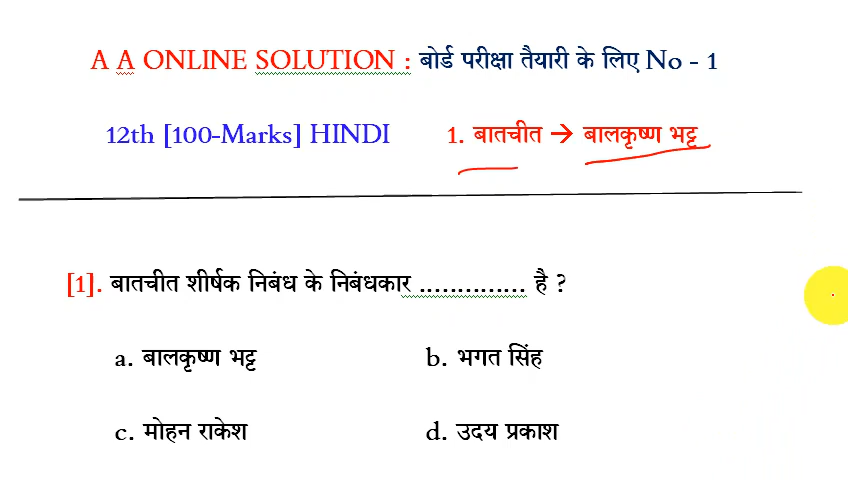 A A ONLINE SOLUTION : बोर्ड परीक्षा तैयारी के लिए No - 1
12th [100-Marks] HINDI 1. बातचीत → बालकृष्ण भट्ट
[1]. बातचीत शीर्षक निबंध के निबंधकार .............. है ?
a. बालकृष्ण भट्ट b. भगत सिंह
c. मोहन राकेश d. उदय प्रकाश